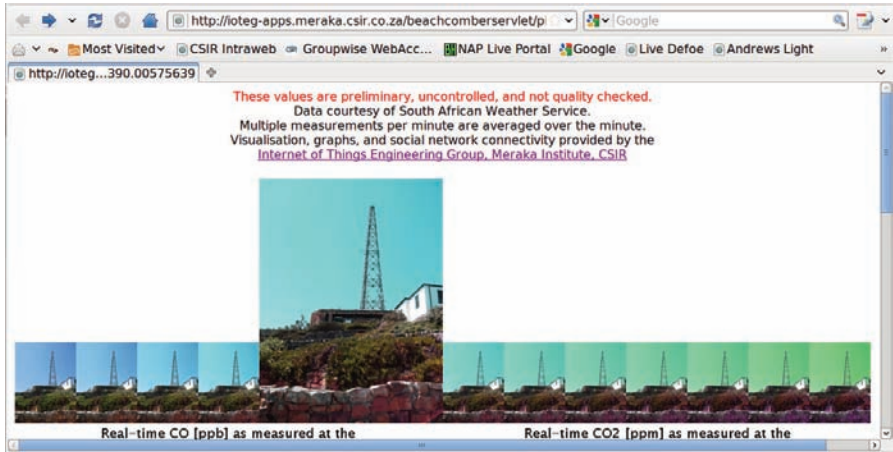 http://ioteg-apps.meraka.csir.co.za/beachcomberservlet/pl
Google
Most Visited
CSIR Intraweb
Groupwise WebAcc...
NAP Live Portal
Google
Live Defoe
Andrews Light
»
http://ioteg...390.00575639
These values are preliminary, uncontrolled, and not quality checked.
Data courtesy of South African Weather Service.
Multiple measurements per minute are averaged over the minute.
Visualisation, graphs, and social network connectivity provided by the
Internet of Things Engineering Group, Meraka Institute, CSIR
Real-time CO [ppb] as measured at the
Real-time CO2 [ppm] as measured at the